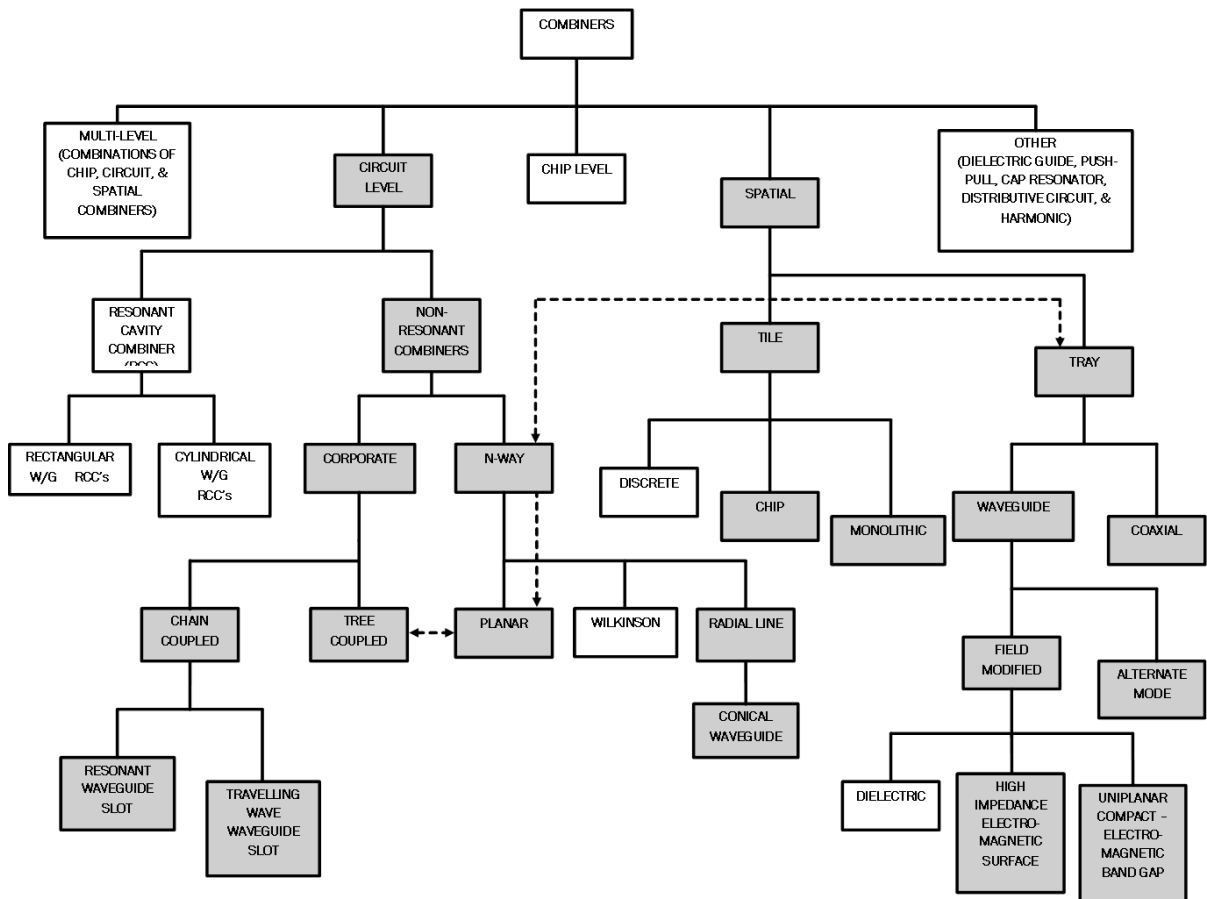 COMBINERS
MULTI-LEVEL
(COMBINATIONS OF
CHIP, CIRCUIT, &
SPATIAL
COMBINERS)
CIRCUIT
LEVEL
CHIP LEVEL
SPATIAL
OTHER
(DIELECTRIC GUIDE, PUSH-
PULL, CAP RESONATOR,
DISTRIBUTIVE CIRCUIT, &
HARMONIC)
RESONANT
CAVITY
COMBINER
NON-
RESONANT
COMBINERS
TILE
TRAY
RECTANGULAR
W/G RCC's
CYLINDRICAL
W/G
RCC's
CORPORATE
N-WAY
DISCRETE
CHIP
MONOLITHIC
WAVEGUIDE
COAXIAL
CHAIN
COUPLED
TREE
COUPLED
PLANAR
WILKINSON
RADIAL LINE
FIELD
MODIFIED
ALTERNATE
MODE
CONICAL
WAVEGUIDE
RESONANT
WAVEGUIDE
SLOT
TRAVELLING
WAVE
WAVEGUIDE
SLOT
DIELECTRIC
HIGH
IMPEDANCE
ELECTRO-
MAGNETIC
SURFACE
UNIPLANAR
COMPACT -
ELECTRO-
MAGNETIC
BAND GAP